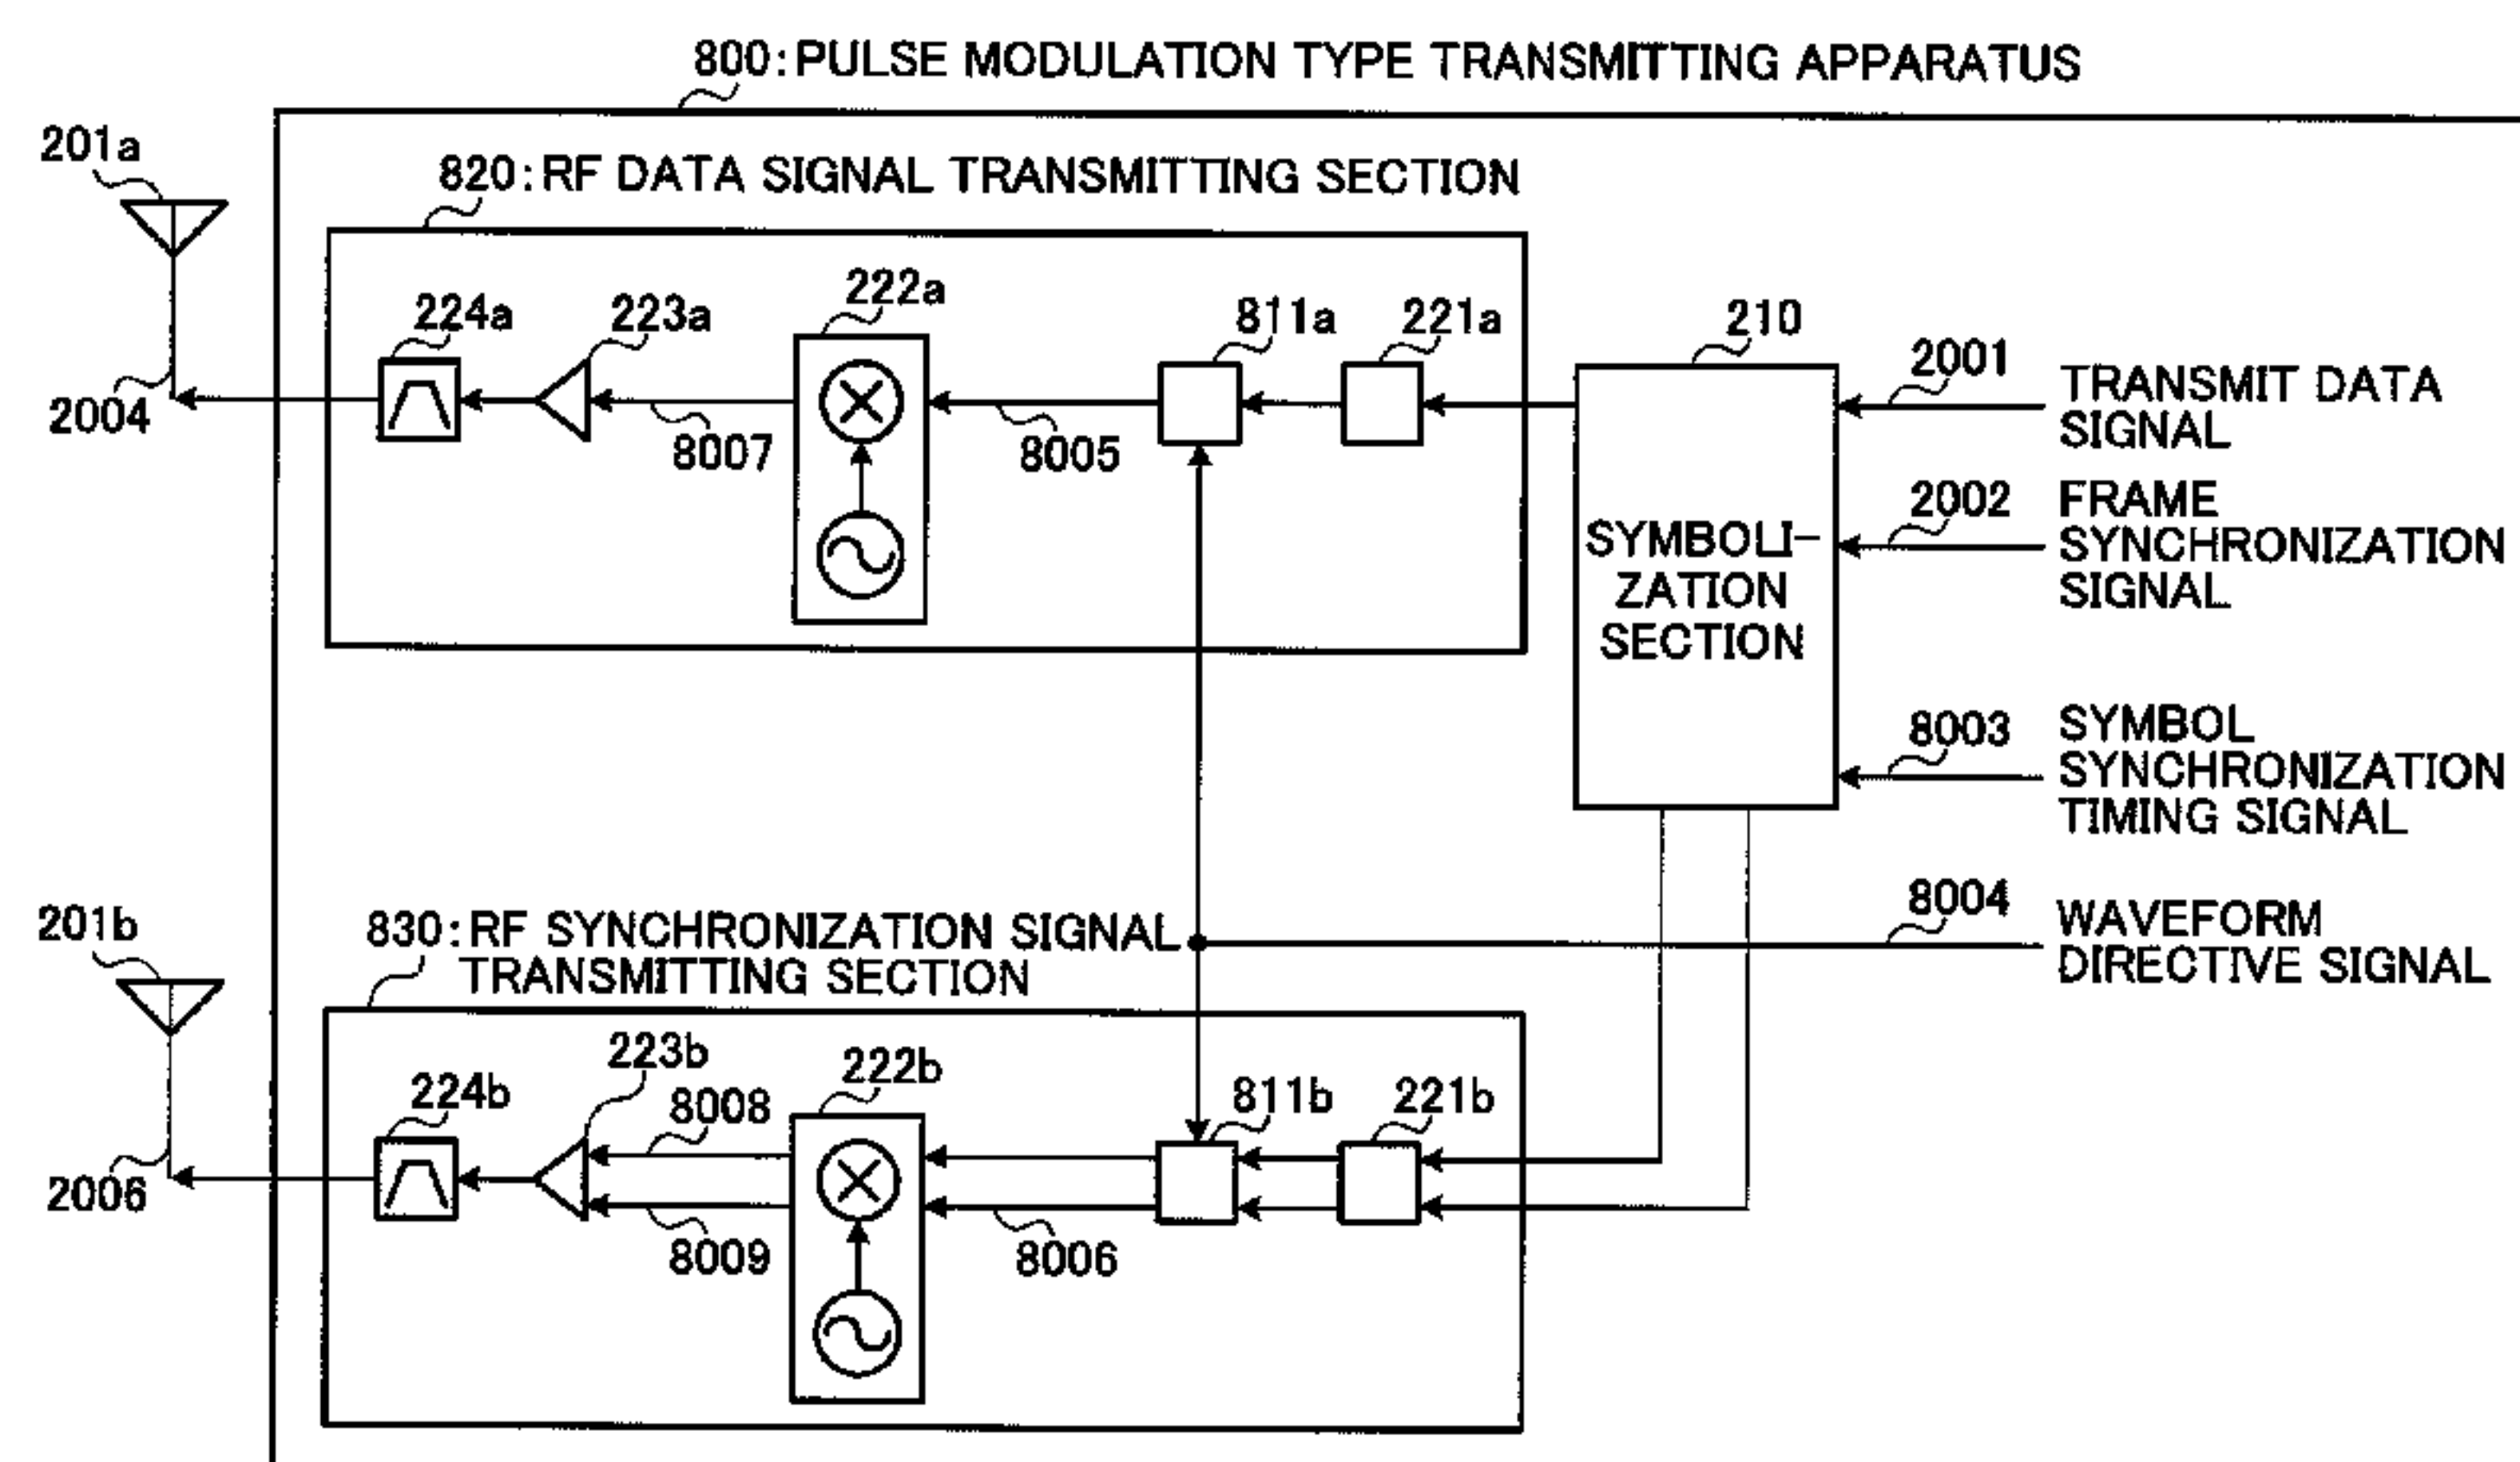 800:PULSE MODULATION TYPE TRANSMITTING APPARATUS
201a
820:RF DATA SIGNAL TRANSMITTING SECTION
224a
223a
222a
811a
221a
210
2001
TRANSMIT DATA
SIGNAL
2004
8007
8005
2002
FRAME
SYNCHRONIZATION
SIGNAL
SYMBOLI-
ZATION
SECTION
8003
SYMBOL
SYNCHRONIZATION
TIMING SIGNAL
8004
WAVEFORM
DIRECTIVE SIGNAL
201b
830:RF SYNCHRONIZATION SIGNAL
TRANSMITTING SECTION
224b
223b
8008
222b
811b
221b
2006
8009
8006